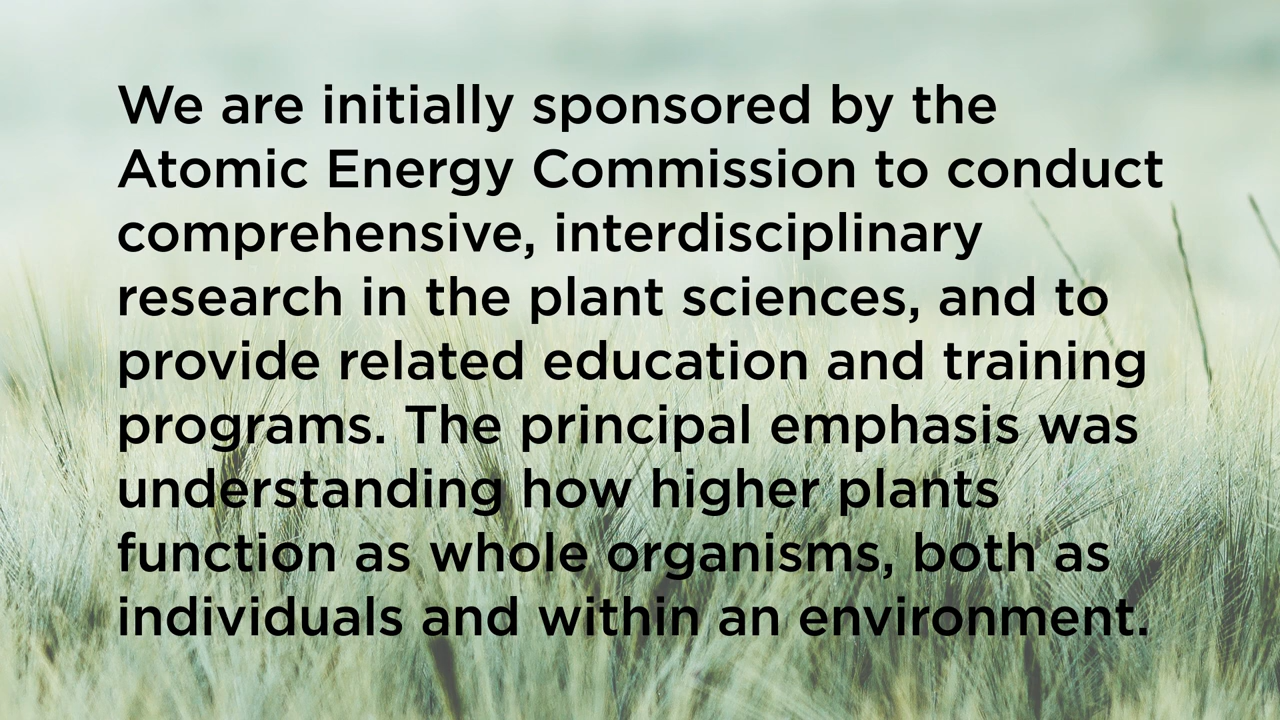 We are initially sponsored by the
Atomic Energy Commission to conduct
comprehensive, interdisciplinary
research in the plant sciences, and to
provide related education and training
programs. The principal emphasis was
understanding how higher plants
function as whole organisms, both as
individuals and within an environment.